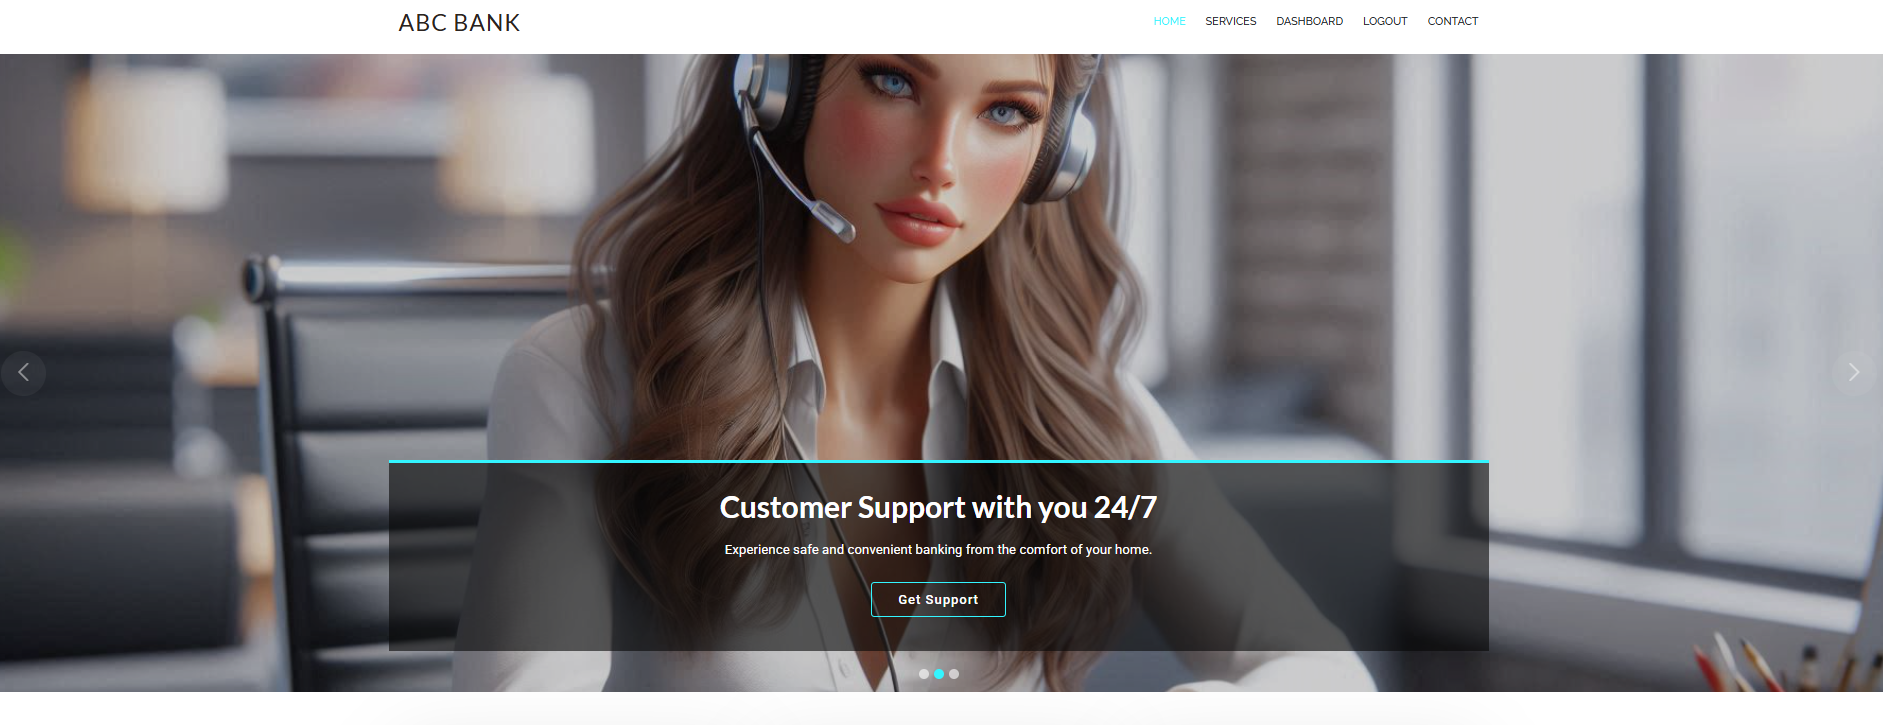 ABC BANK
HOME SERVICES DASHBOARD LOGOUT CONTACT
Customer Support with you 24/7
Experience safe and convenient banking from the comfort of your home.
Get Support